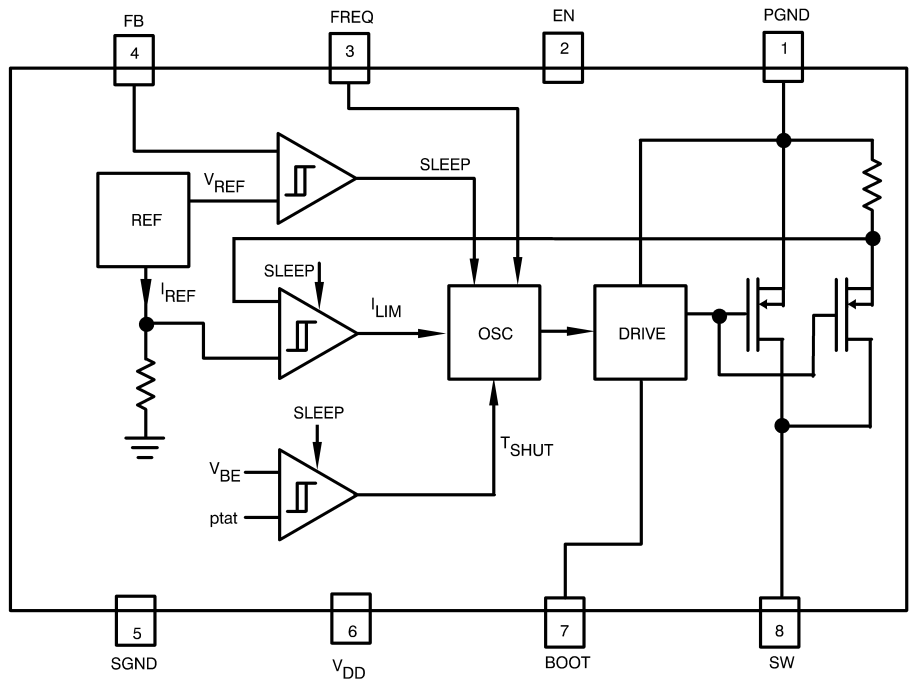 FB
FREQ
EN
PGND
4
3
2
1
SLEEP
VREF
REF
SLEEP
IREF
ILIM
OSC
DRIVE
SLEEP
TSHUT
VBE
ptat
5
6
7
8
SGND
VDD
BOOT
SW